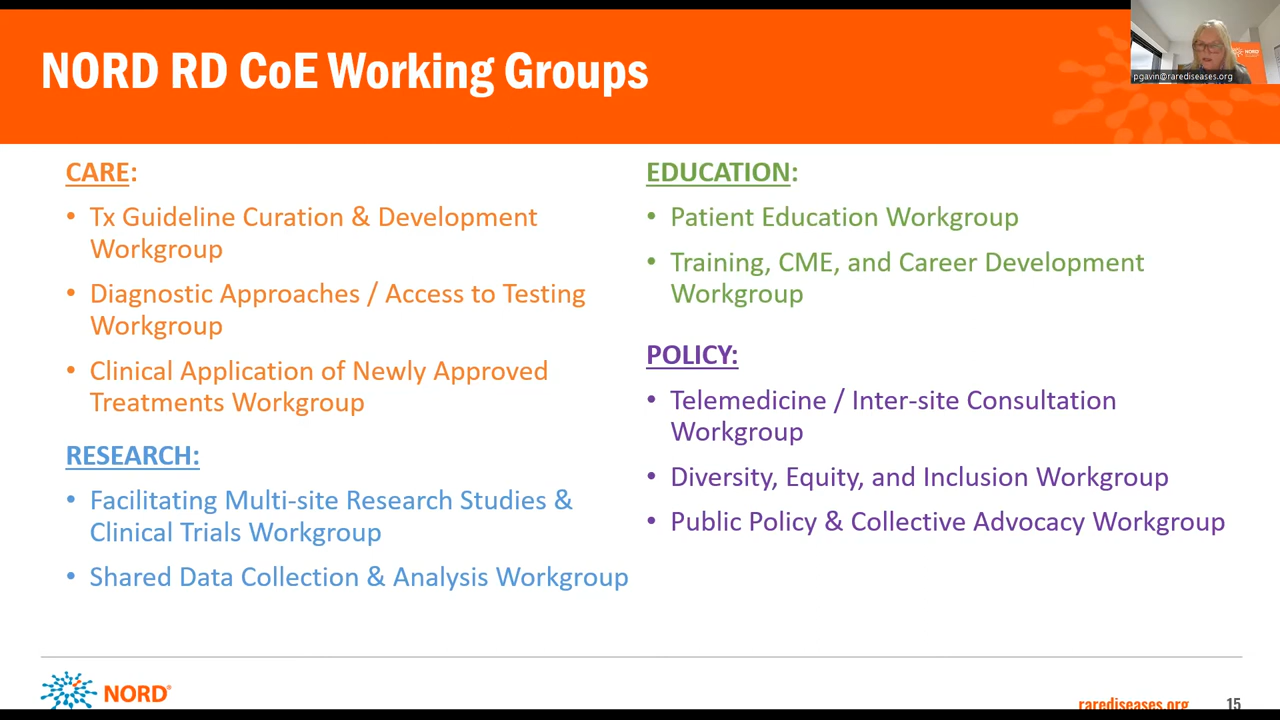 NORD RD CoE Working Groups
pgavin@rarediseases.org
CARE:
• Tx Guideline Curation & Development
Workgroup
• Diagnostic Approaches / Access to Testing
Workgroup
• Clinical Application of Newly Approved
Treatments Workgroup
RESEARCH:
• Facilitating Multi-site Research Studies &
Clinical Trials Workgroup
• Shared Data Collection & Analysis Workgroup
EDUCATION:
• Patient Education Workgroup
• Training, CME, and Career Development
Workgroup
POLICY:
• Telemedicine / Inter-site Consultation
Workgroup
• Diversity, Equity, and Inclusion Workgroup
• Public Policy & Collective Advocacy Workgroup
NORD®
rarediseases.org
15